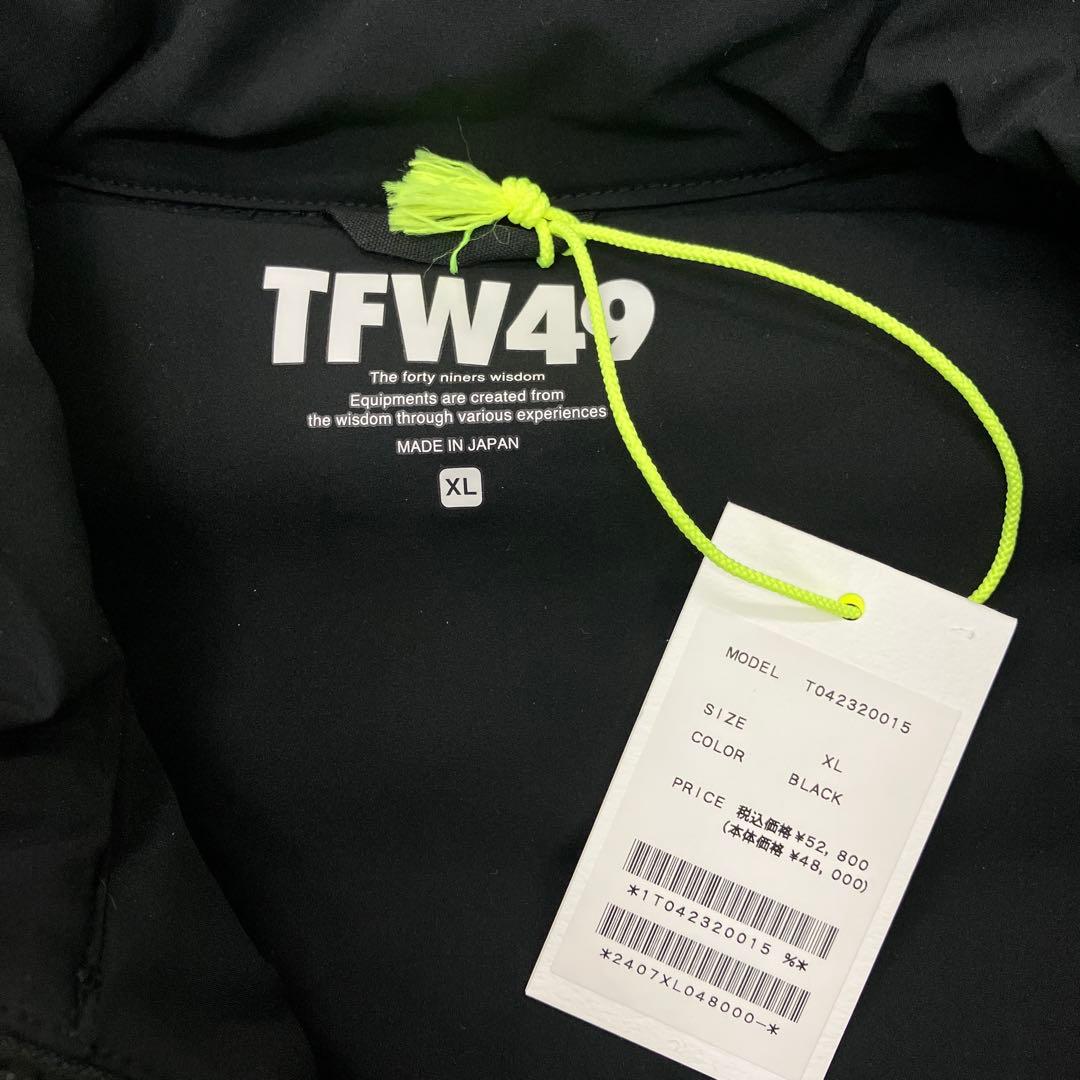 TFW49
The forty niners wisdom
Equipments are created from
the wisdom through various experiences
MADE IN JAPAN
XL
MODEL T042320015
SIZE XL
COLOR BLACK
PRICE 税込価格 ¥52,800
(本体価格 ¥48,000)
*1T042320015 %*
*2407XL048000-*